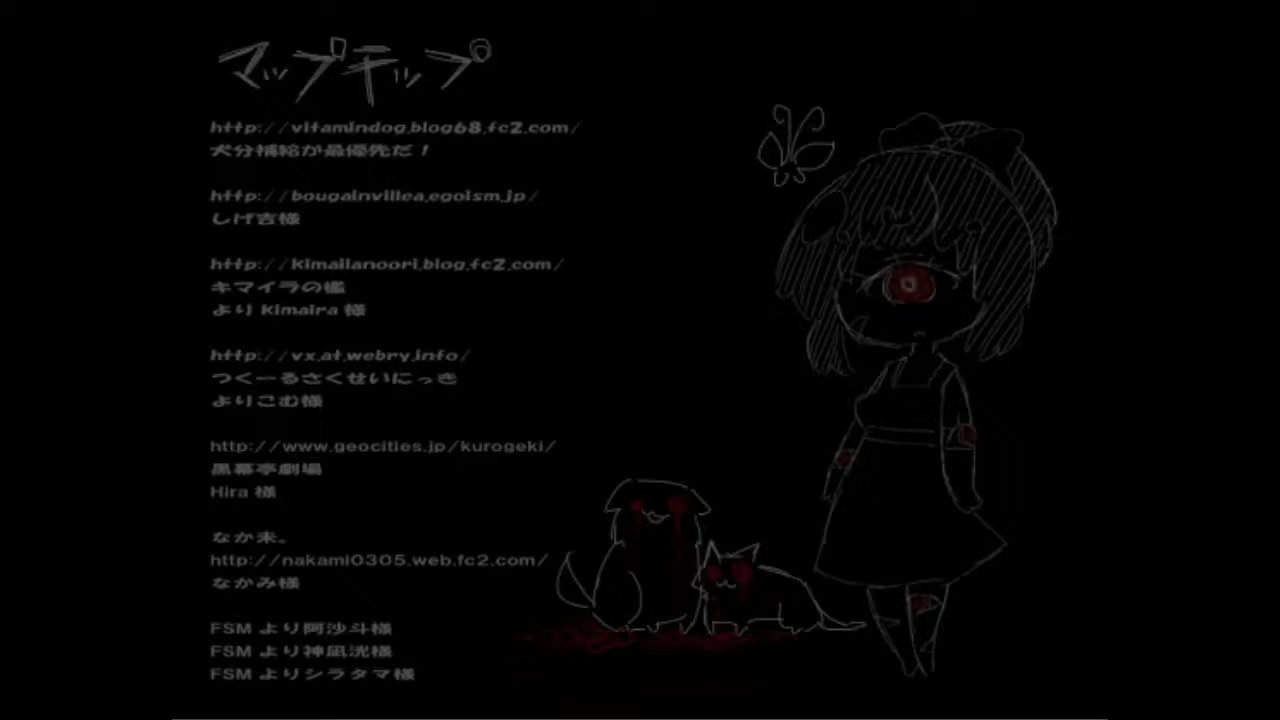 マップチップ
http://vitamindog.blog68.fc2.com/
犬分補給が最優先だ！
http://bougainvillea.egoism.jp/
しげ吉様
http://kimailanoori.blog.fc2.com/
キマイラの檻
より Kimaira 様
http://vx.at.webry.info/
つくーるさくせいにっき
よりこむ様
http://www.geocities.jp/kurogeki/
黒幕亭劇場
Hira 様
なか末。
http://nakami0305.web.fc2.com/
なかみ様
FSM より阿沙斗様
FSM より神凪洸様
FSM よりシラタマ様